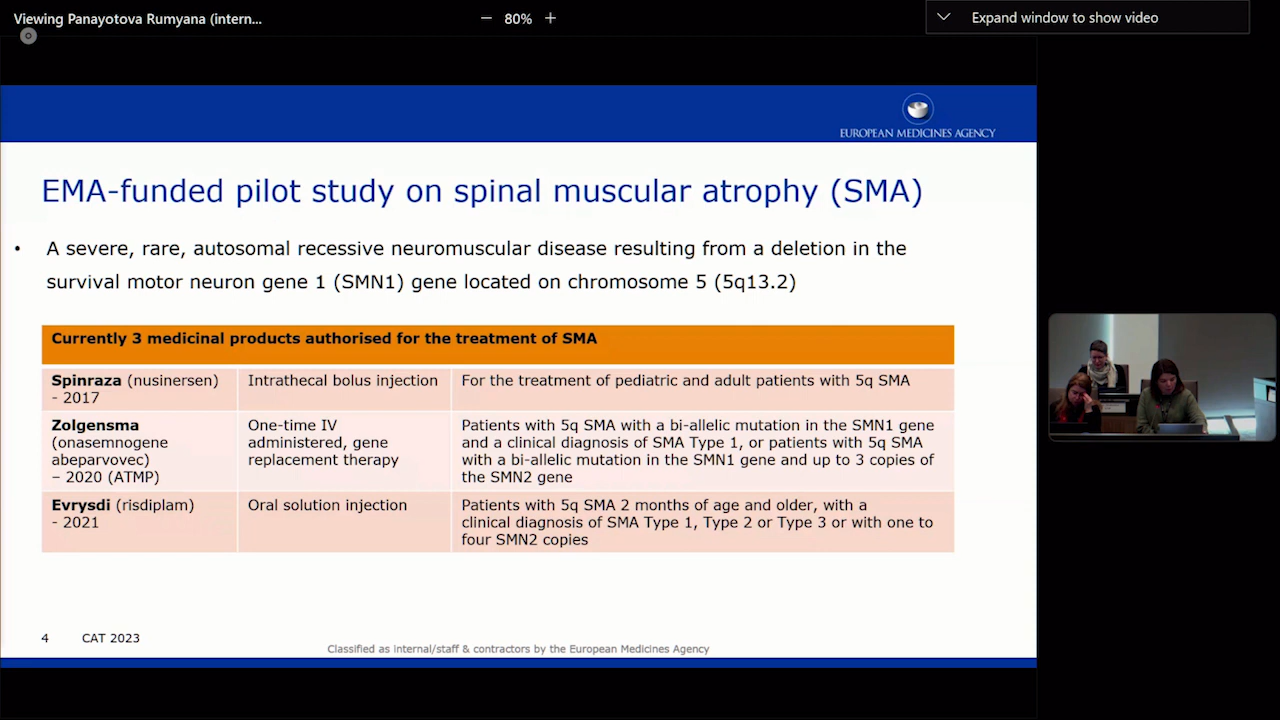 Viewing Panayotova Rumyana (intern...
— 80% +
Expand window to show video
EUROPEAN MEDICINES AGENCY
EMA-funded pilot study on spinal muscular atrophy (SMA)
• A severe, rare, autosomal recessive neuromuscular disease resulting from a deletion in the
survival motor neuron gene 1 (SMN1) gene located on chromosome 5 (5q13.2)
Currently 3 medicinal products authorised for the treatment of SMA
Spinraza (nusinersen)
- 2017
Intrathecal bolus injection
For the treatment of pediatric and adult patients with 5q SMA
Zolgensma
(onasemnogene
abeparvovec)
– 2020 (ATMP)
One-time IV
administered, gene
replacement therapy
Patients with 5q SMA with a bi-allelic mutation in the SMN1 gene
and a clinical diagnosis of SMA Type 1, or patients with 5q SMA
with a bi-allelic mutation in the SMN1 gene and up to 3 copies of
the SMN2 gene
Evrysdi (risdiplam)
- 2021
Oral solution injection
Patients with 5q SMA 2 months of age and older, with a
clinical diagnosis of SMA Type 1, Type 2 or Type 3 or with one to
four SMN2 copies
4 CAT 2023
Classified as internal/staff & contractors by the European Medicines Agency